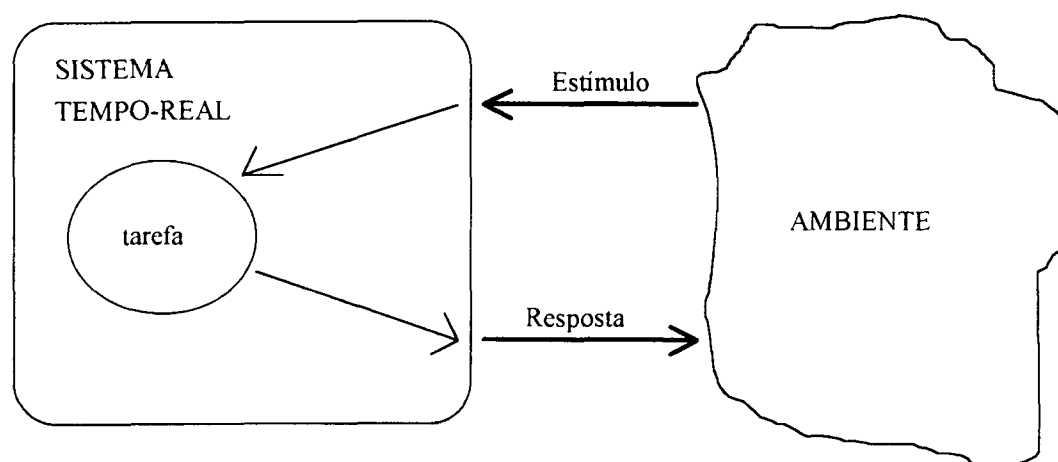 SISTEMA
TEMPO-REAL
Estímulo
tarefa
AMBIENTE
Resposta